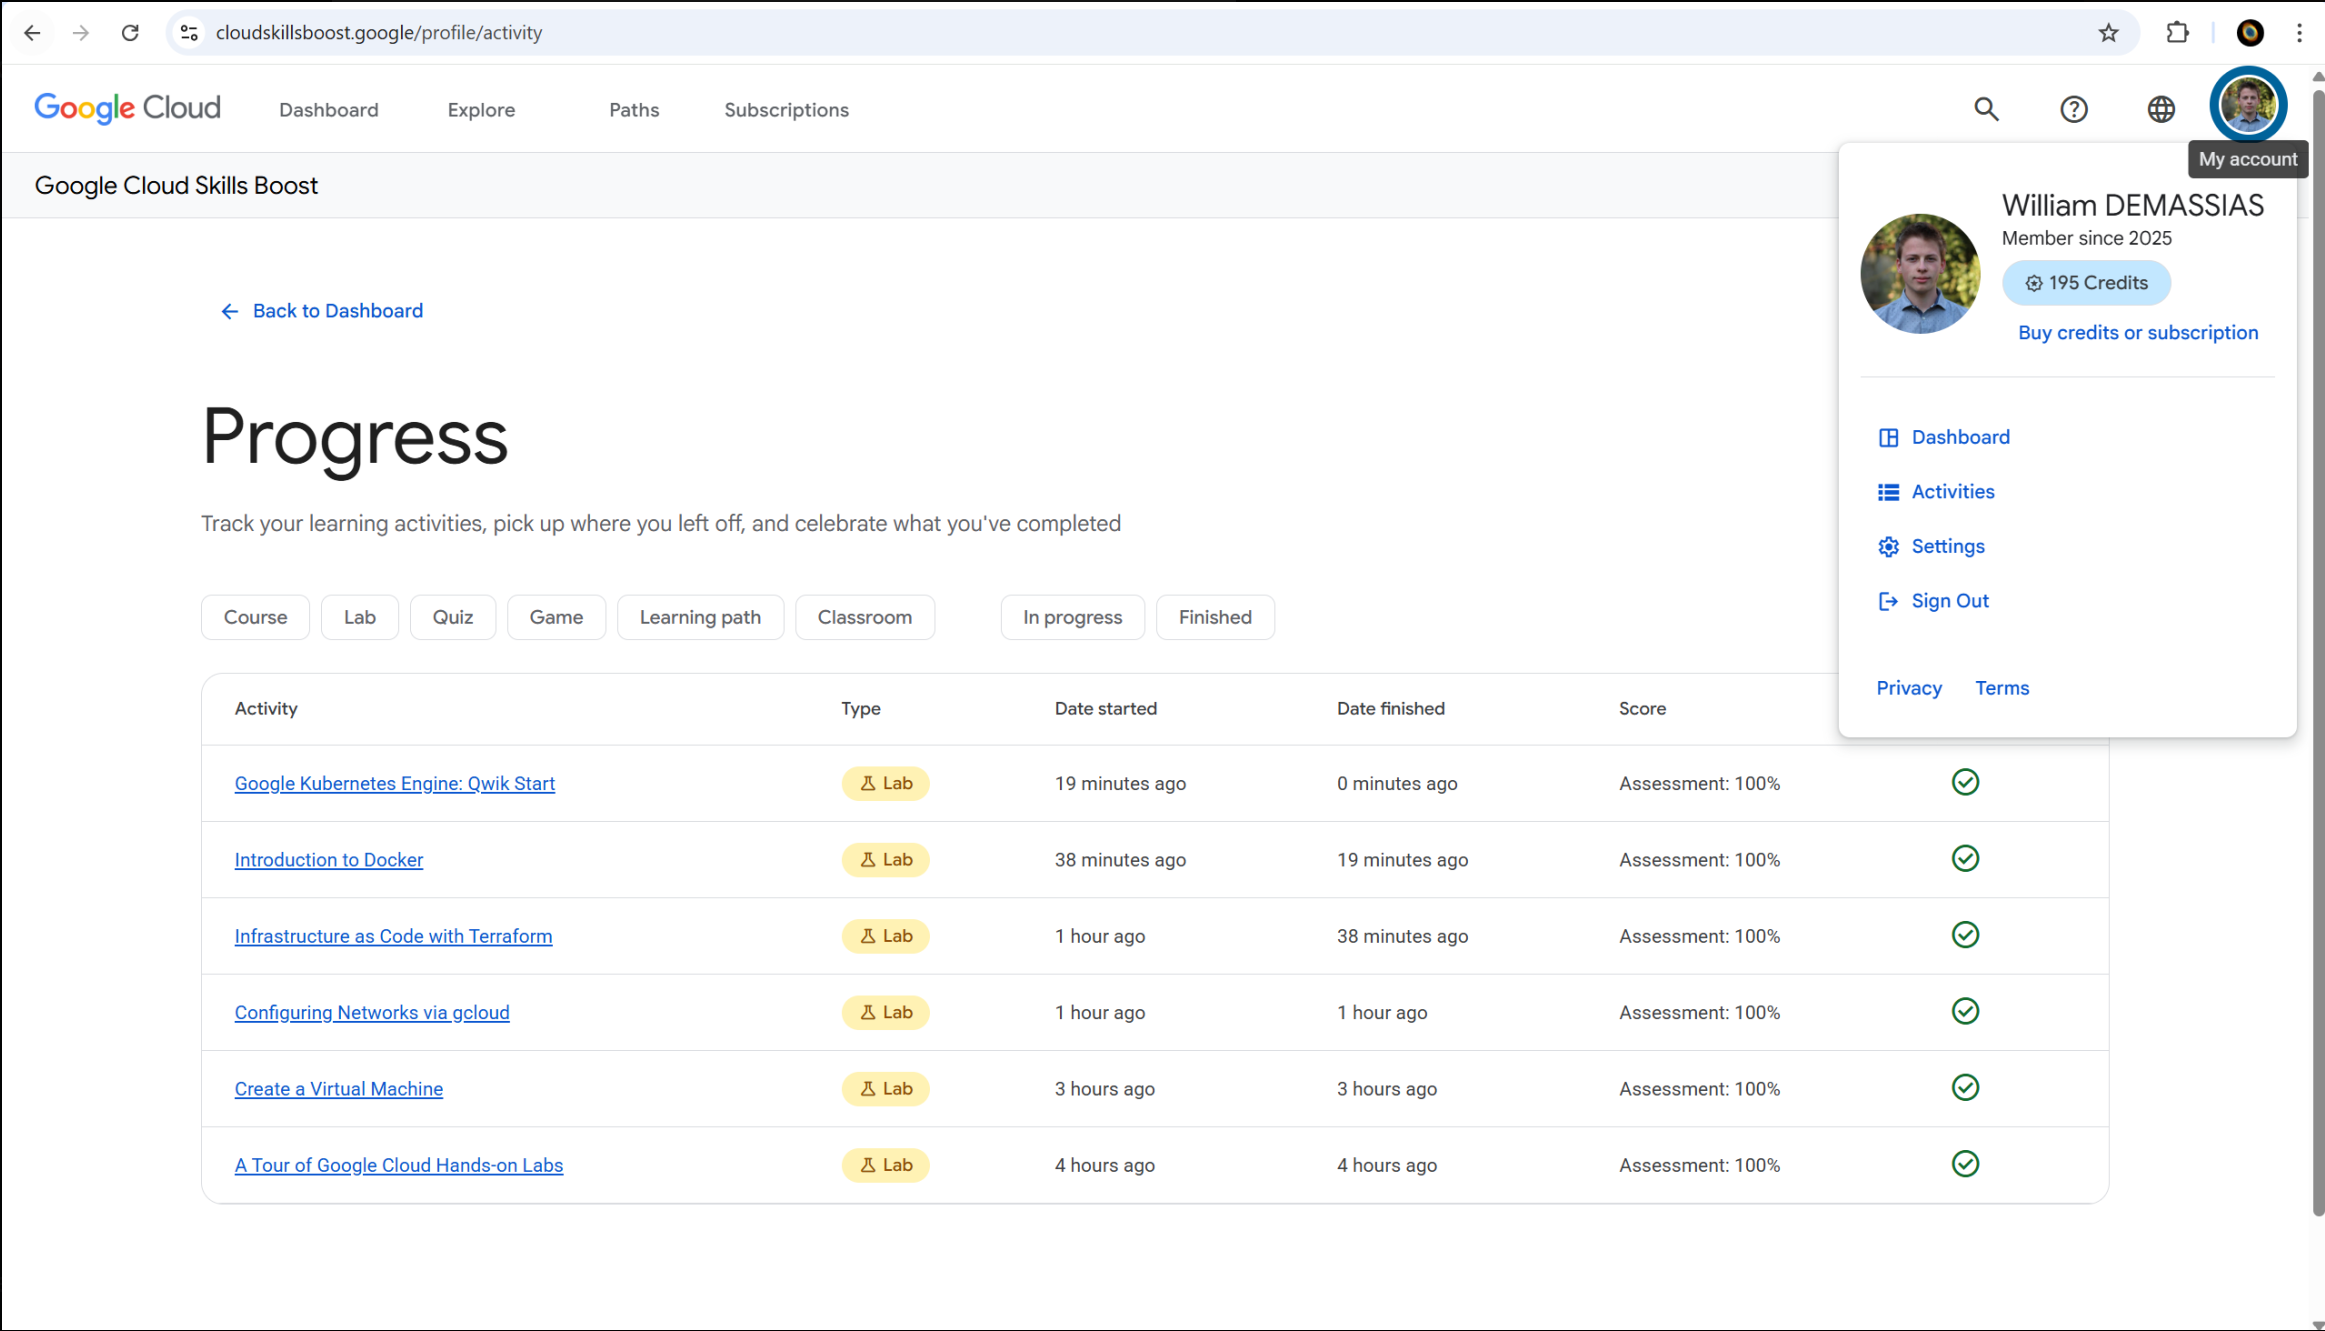 cloudskillsboost.google/profile/activity
Google Cloud Dashboard Explore Paths Subscriptions
My account
Google Cloud Skills Boost
William DEMASSIAS
Member since 2025
195 Credits
Buy credits or subscription
Dashboard
Activities
Settings
Sign Out
Privacy Terms
Back to Dashboard
Progress
Track your learning activities, pick up where you left off, and celebrate what you've completed
Course Lab Quiz Game Learning path Classroom In progress Finished
Activity Type Date started Date finished Score
Google Kubernetes Engine: Qwik Start Lab 19 minutes ago 0 minutes ago Assessment: 100%
Introduction to Docker Lab 38 minutes ago 19 minutes ago Assessment: 100%
Infrastructure as Code with Terraform Lab 1 hour ago 38 minutes ago Assessment: 100%
Configuring Networks via gcloud Lab 1 hour ago 1 hour ago Assessment: 100%
Create a Virtual Machine Lab 3 hours ago 3 hours ago Assessment: 100%
A Tour of Google Cloud Hands-on Labs Lab 4 hours ago 4 hours ago Assessment: 100%